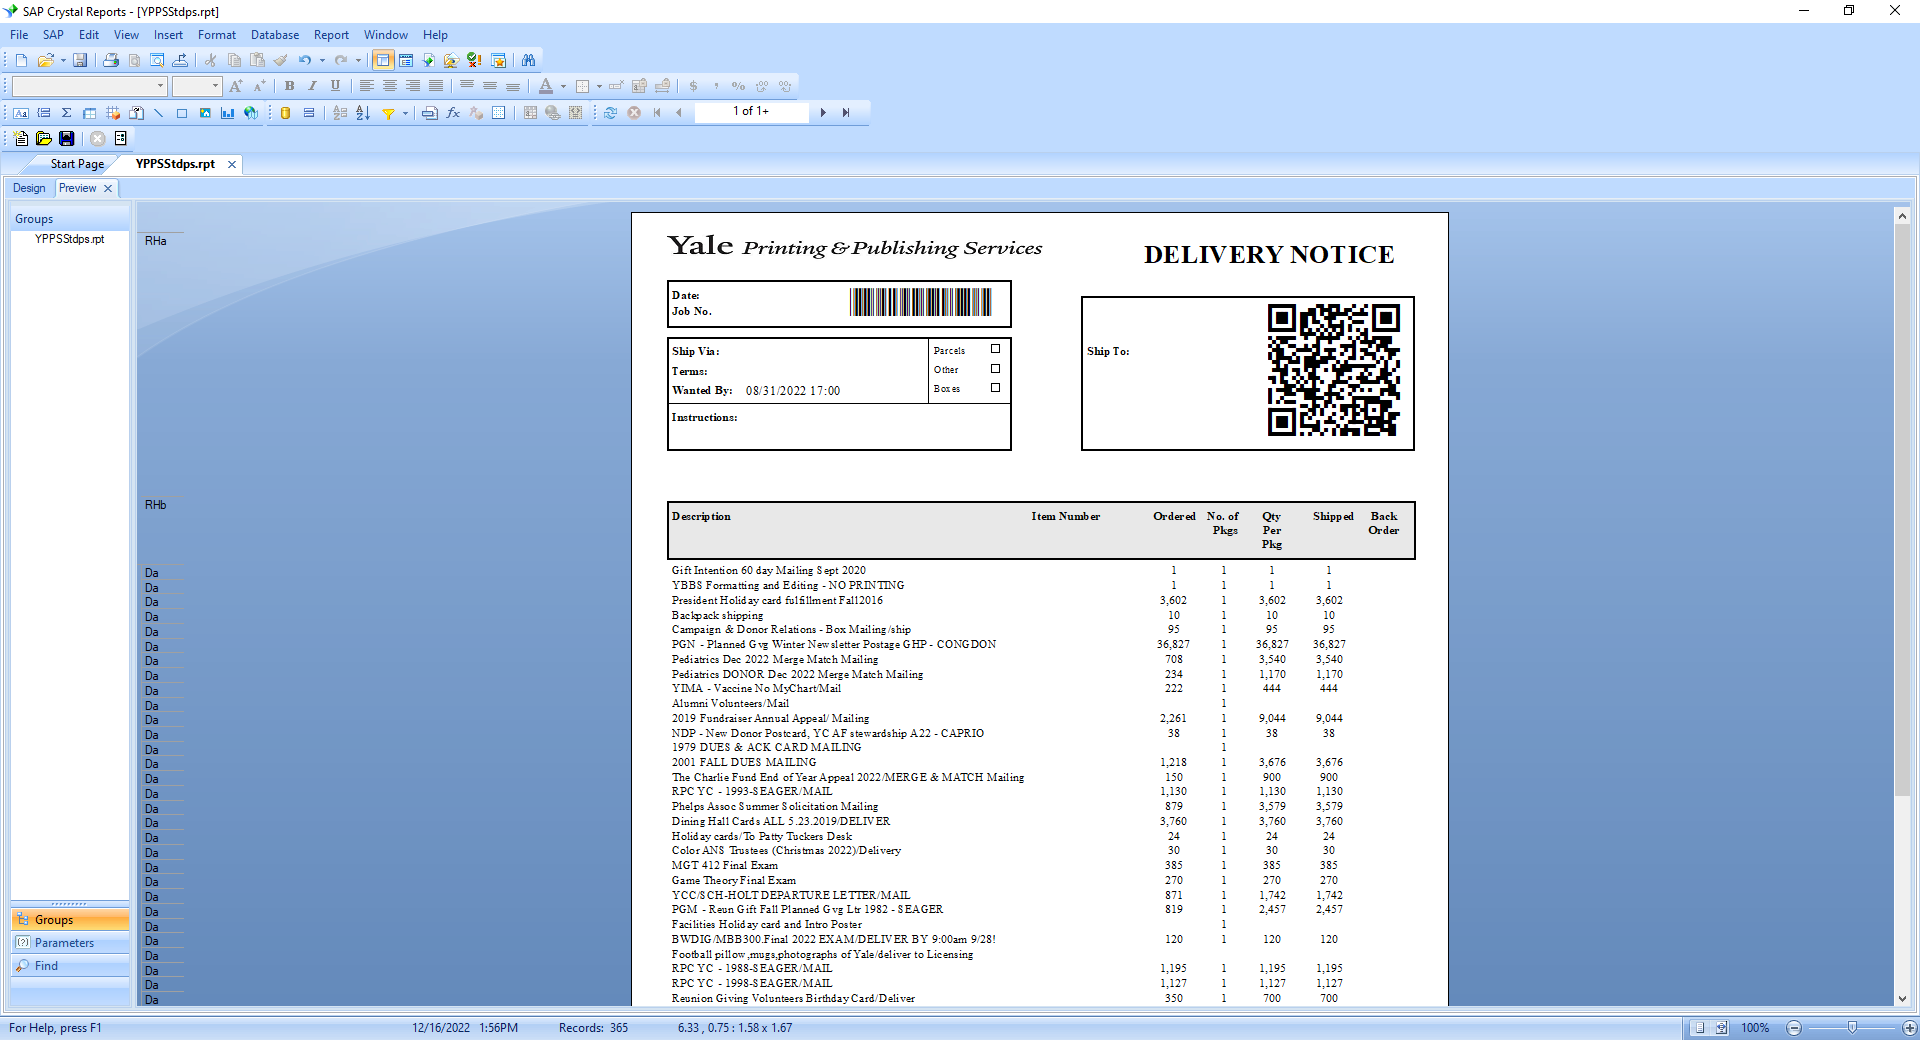 SAP Crystal Reports - [YPPSStdps.rpt]
File SAP Edit View Insert Format Database Report Window Help
1 of 1+
Start Page YPPSStdps.rpt
Design Preview
Groups
YPPSStdps.rpt
RHa
Yale Printing & Publishing Services
DELIVERY NOTICE
Date:
Job No.
Ship Via:
Terms:
Wanted By: 08/31/2022 17:00
Parcels
Other
Boxes
Instructions:
Ship To:
RHb
Description Item Number Ordered No. of Pkgs Qty Per Pkg Shipped Back Order
Da Gift Intention 60 day Mailing Sept 2020 1 1 1 1
Da YBBS Formatting and Editing - NO PRINTING 1 1 1 1
Da President Holiday card fulfillment Fall2016 3,602 1 3,602 3,602
Da Backpack shipping 10 1 10 10
Da Campaign & Donor Relations - Box Mailing/ship 95 1 95 95
Da PGN - Planned Gvg Winter Newsletter Postage GHP - CONGDON 36,827 1 36,827 36,827
Da Pediatrics Dec 2022 Merge Match Mailing 708 1 3,540 3,540
Da Pediatrics DONOR Dec 2022 Merge Match Mailing 234 1 1,170 1,170
Da YIMA - Vaccine No MyChart/Mail 222 1 444 444
Da Alumni Volunteers/Mail 1
Da 2019 Fundraiser Annual Appeal/ Mailing 2,261 1 9,044 9,044
Da NDP - New Donor Postcard, YC AF stewardship A22 - CAPRIO 38 1 38 38
Da 1979 DUES & ACK CARD MAILING 1
Da 2001 FALL DUES MAILING 1,218 1 3,676 3,676
Da The Charlie Fund End of Year Appeal 2022/MERGE & MATCH Mailing 150 1 900 900
Da RPC YC - 1993-SEAGER/MAIL 1,130 1 1,130 1,130
Da Phelps Assoc Summer Solicitation Mailing 879 1 3,579 3,579
Da Dining Hall Cards ALL 5.23.2019/DELIVER 3,760 1 3,760 3,760
Da Holiday cards/To Patty Tuckers Desk 24 1 24 24
Da Color ANS Trustees (Christmas 2022)/Delivery 30 1 30 30
Da MGT 412 Final Exam 385 1 385 385
Da Game Theory Final Exam 270 1 270 270
Da YCC/SCH-HOLT DEPARTURE LETTER/MAIL 871 1 1,742 1,742
Da PGM - Reun Gift Fall Planned Gvg Ltr 1982 - SEAGER 819 1 2,457 2,457
Da Facilities Holiday card and Intro Poster 1
Da BWDIG/MBB300.Final 2022 EXAM/DELIVER BY 9:00am 9/28! 120 1 120 120
Da Football pillow,mugs,photographs of Yale/deliver to Licensing
Da RPC YC - 1988-SEAGER/MAIL 1,195 1 1,195 1,195
Da RPC YC - 1998-SEAGER/MAIL 1,127 1 1,127 1,127
Da Reunion Giving Volunteers Birthday Card/Deliver 350 1 700 700
Groups
Parameters
Find
For Help, press F1 12/16/2022 1:56PM Records: 365 6.33 , 0.75 : 1.58 x 1.67 100%